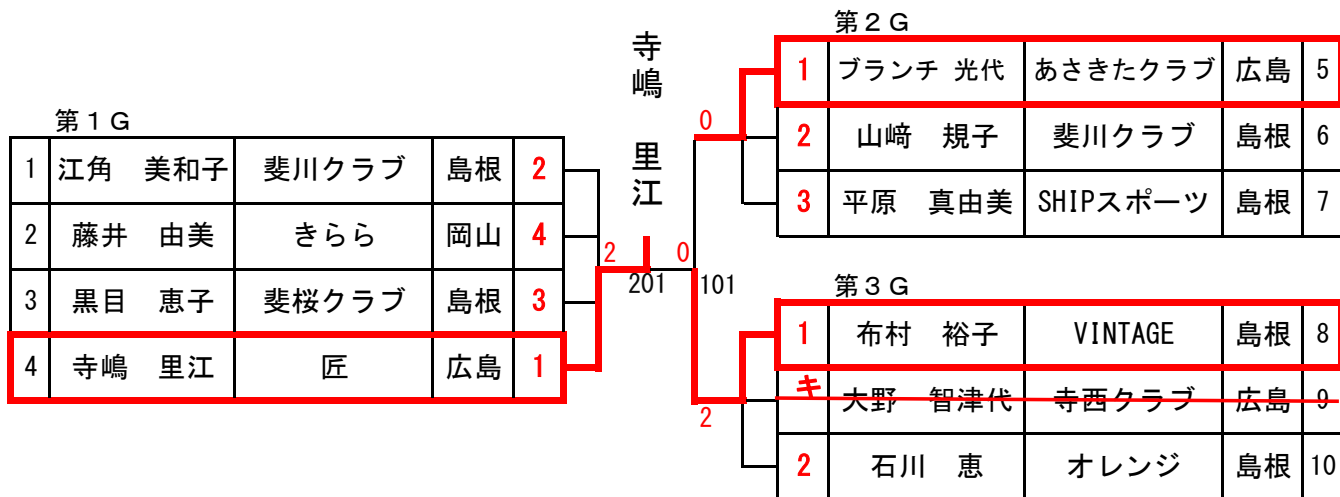 第１G
1 江角　美和子 斐川クラブ 島根 2
2 藤井　由美 きらら 岡山 4
3 黒目　恵子 斐桜クラブ 島根 3
4 寺嶋　里江 匠 広島 1
寺嶋　里江
2 0
201 101
0
2
第２G
1 ブランチ 光代 あさきたクラブ 広島 5
2 山﨑　規子 斐川クラブ 島根 6
3 平原　真由美 SHIPスポーツ 島根 7
第３G
1 布村　裕子 VINTAGE 島根 8
キ 大野　智津代 寺西クラブ 広島 9
2 石川　恵 オレンジ 島根 10